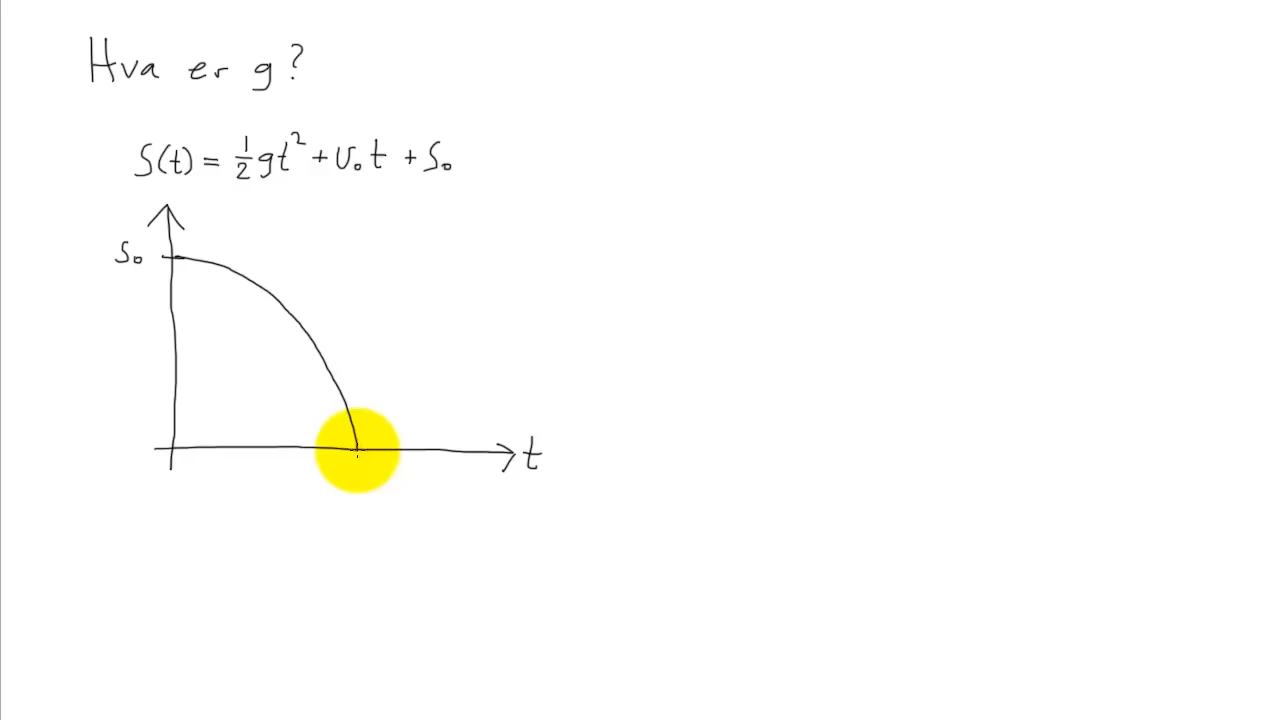 Hva er g?
S(t) = ½gt² + v₀t + S₀
S₀
t